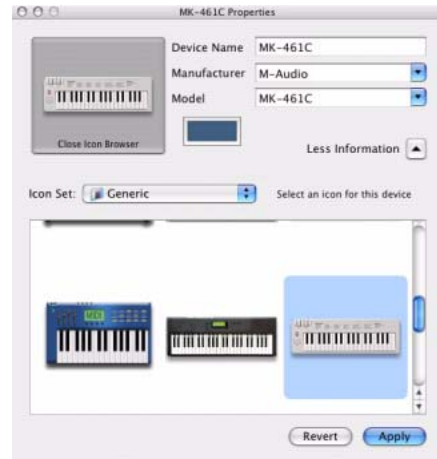 MK-461C Properties
Device Name MK-461C
Manufacturer M-Audio
Model MK-461C
Close Icon Browser
Less Information
Icon Set: Generic Select an icon for this device
MIDI
Revert Apply